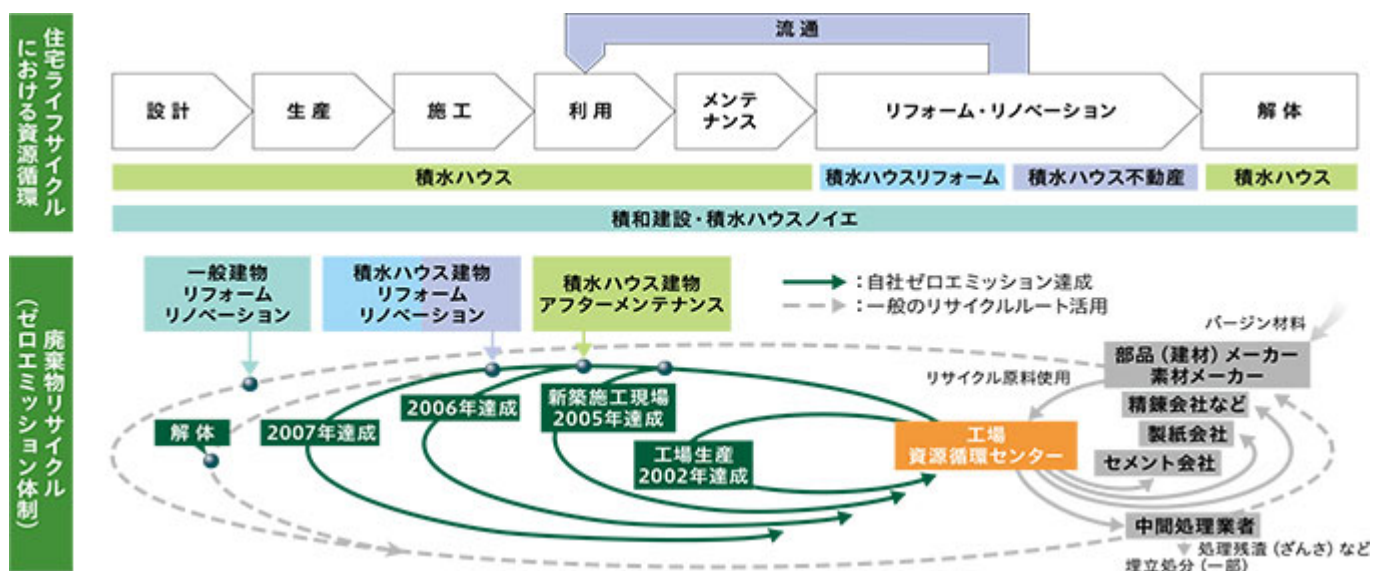 住宅ライフサイクル
における資源循環
流通
設計
生産
施工
利用
メンテ
ナンス
リフォーム・リノベーション
解体
積水ハウス
積水ハウスリフォーム
積水ハウス不動産
積水ハウス
積和建設・積水ハウスノイエ
廃棄物リサイクル
(ゼロエミッション体制)
一般建物
リフォーム
リノベーション
積水ハウス建物
リフォーム
リノベーション
積水ハウス建物
アフターメンテナンス
:自社ゼロエミッション達成
:一般のリサイクルルート活用
バージン材料
部品(建材)メーカー
素材メーカー
リサイクル原料使用
精錬会社など
製紙会社
セメント会社
解体
2007年達成
2006年達成
新築施工現場
2005年達成
工場生産
2002年達成
工場
資源循環センター
中間処理業者
処理残漬(ざんさ)など
埋立処分(一部)